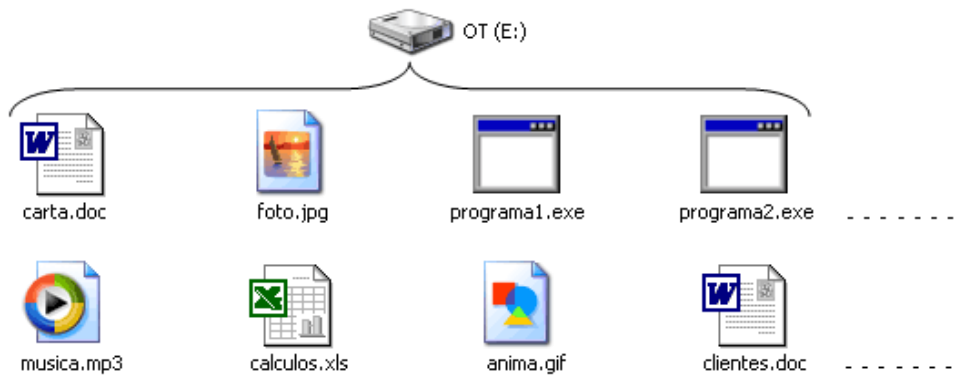 OT (E:)
carta.doc foto.jpg programa1.exe programa2.exe - - - - - - -
musica.mp3 calculos.xls anima.gif clientes.doc - - - - - - -